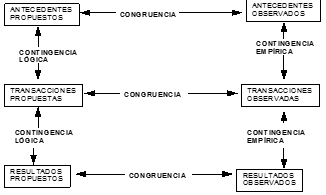 ANTECEDENTES
PROPUESTOS
CONGRUENCIA
ANTECEDENTES
OBSERVADOS
CONTINGENCIA
LÓGICA
CONTINGENCIA
EMPÍRICA
TRANSACCIONES
PROPUESTAS
CONGRUENCIA
TRANSACCIONES
OBSERVADAS
CONTINGENCIA
LÓGICA
CONTINGENCIA
EMPÍRICA
RESULTADOS
PROPUESTOS
CONGRUENCIA
RESULTADOS
OBSERVADOS